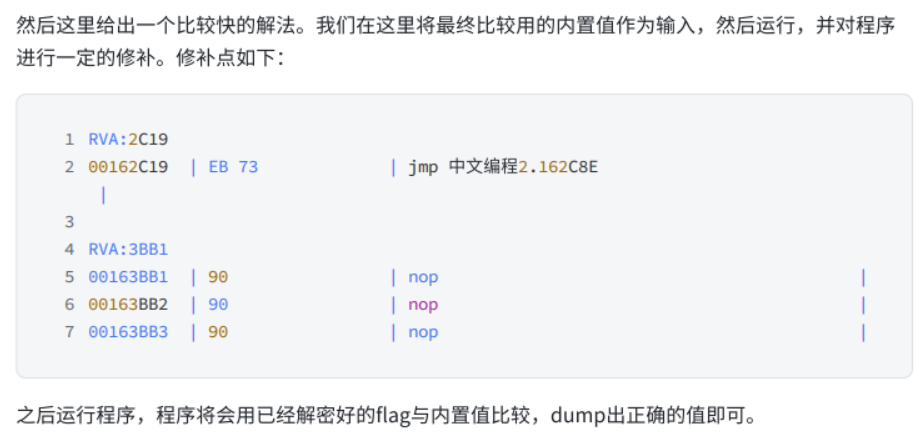 然后这里给出一个比较快的解法。我们在这里将最终比较用的内置值作为输入，然后运行，并对程序
进行一定的修补。修补点如下：
1 RVA:2C19
2 00162C19 | EB 73 | jmp 中文编程2.162C8E
|
3
4 RVA:3BB1
5 00163BB1 | 90 | nop |
6 00163BB2 | 90 | nop |
7 00163BB3 | 90 | nop |
之后运行程序，程序将会用已经解密好的flag与内置值比较，dump出正确的值即可。